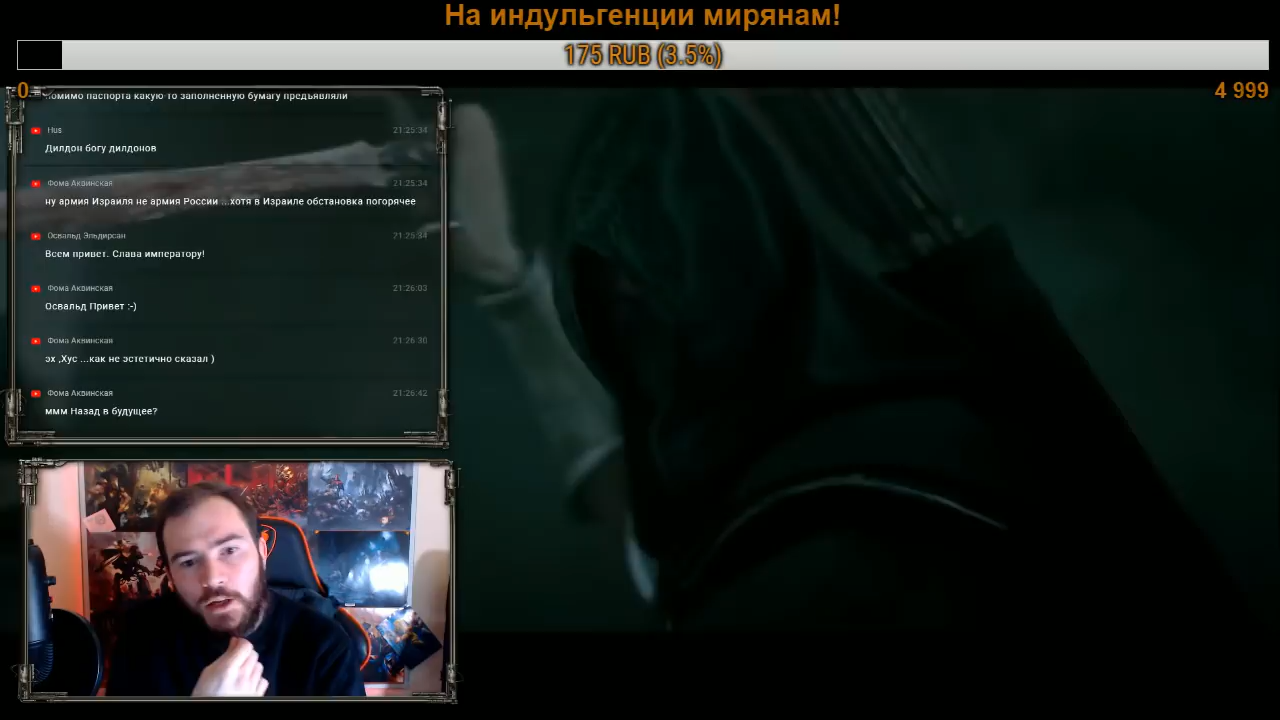 На индульгенции мирянам!
175 RUB (3.5%)
0
4 999
помимо паспорта какую-то заполненную бумагу предъявляли
Hus 21:25:34
Дилдон богу дилдонов
Фома Аквинская 21:25:34
ну армия Израиля не армия России ...хотя в Израиле обстановка погорячее
Освальд Эльдирсан 21:25:34
Всем привет. Слава императору!
Фома Аквинская 21:26:03
Освальд Привет :-)
Фома Аквинская 21:26:30
эх ,Хус ...как не эстетично сказал )
Фома Аквинская 21:26:42
ммм Назад в будущее?